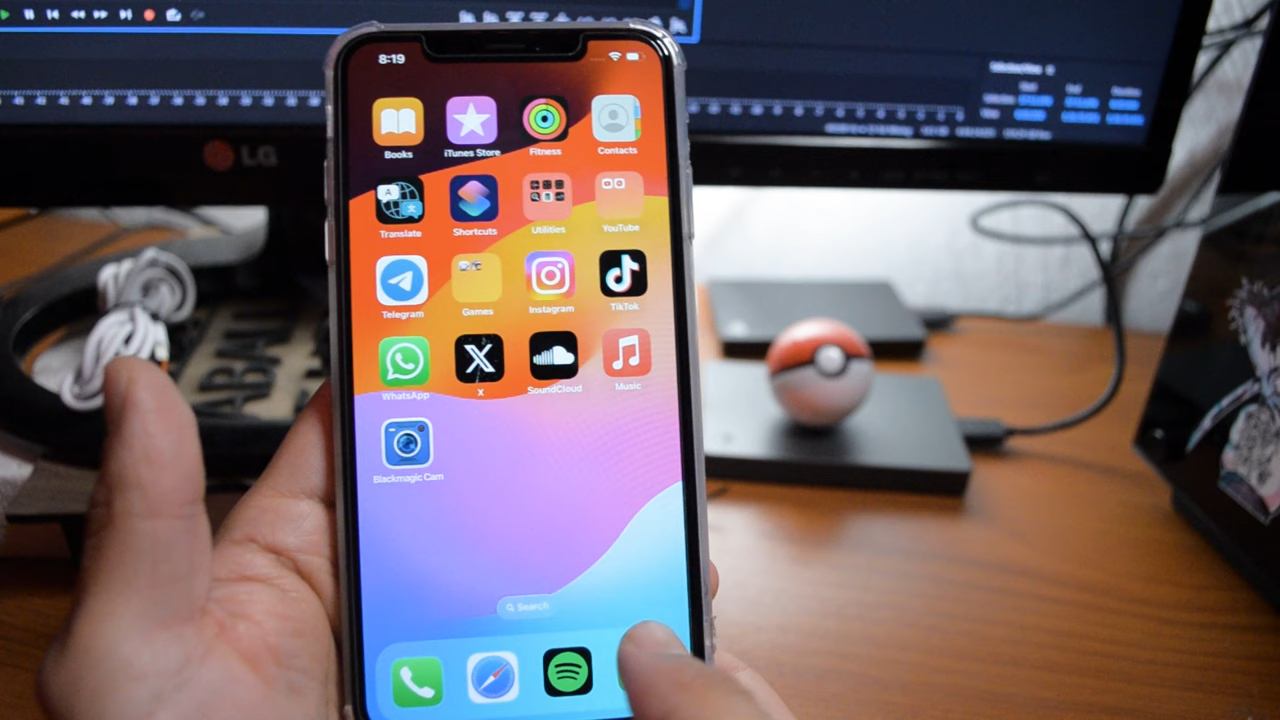 8:19
LG
Books
iTunes Store
Fitness
Contacts
Translate
Shortcuts
Utilities
YouTube
Telegram
Games
Instagram
TikTok
WhatsApp
X
SoundCloud
Music
Blackmagic Cam
Search